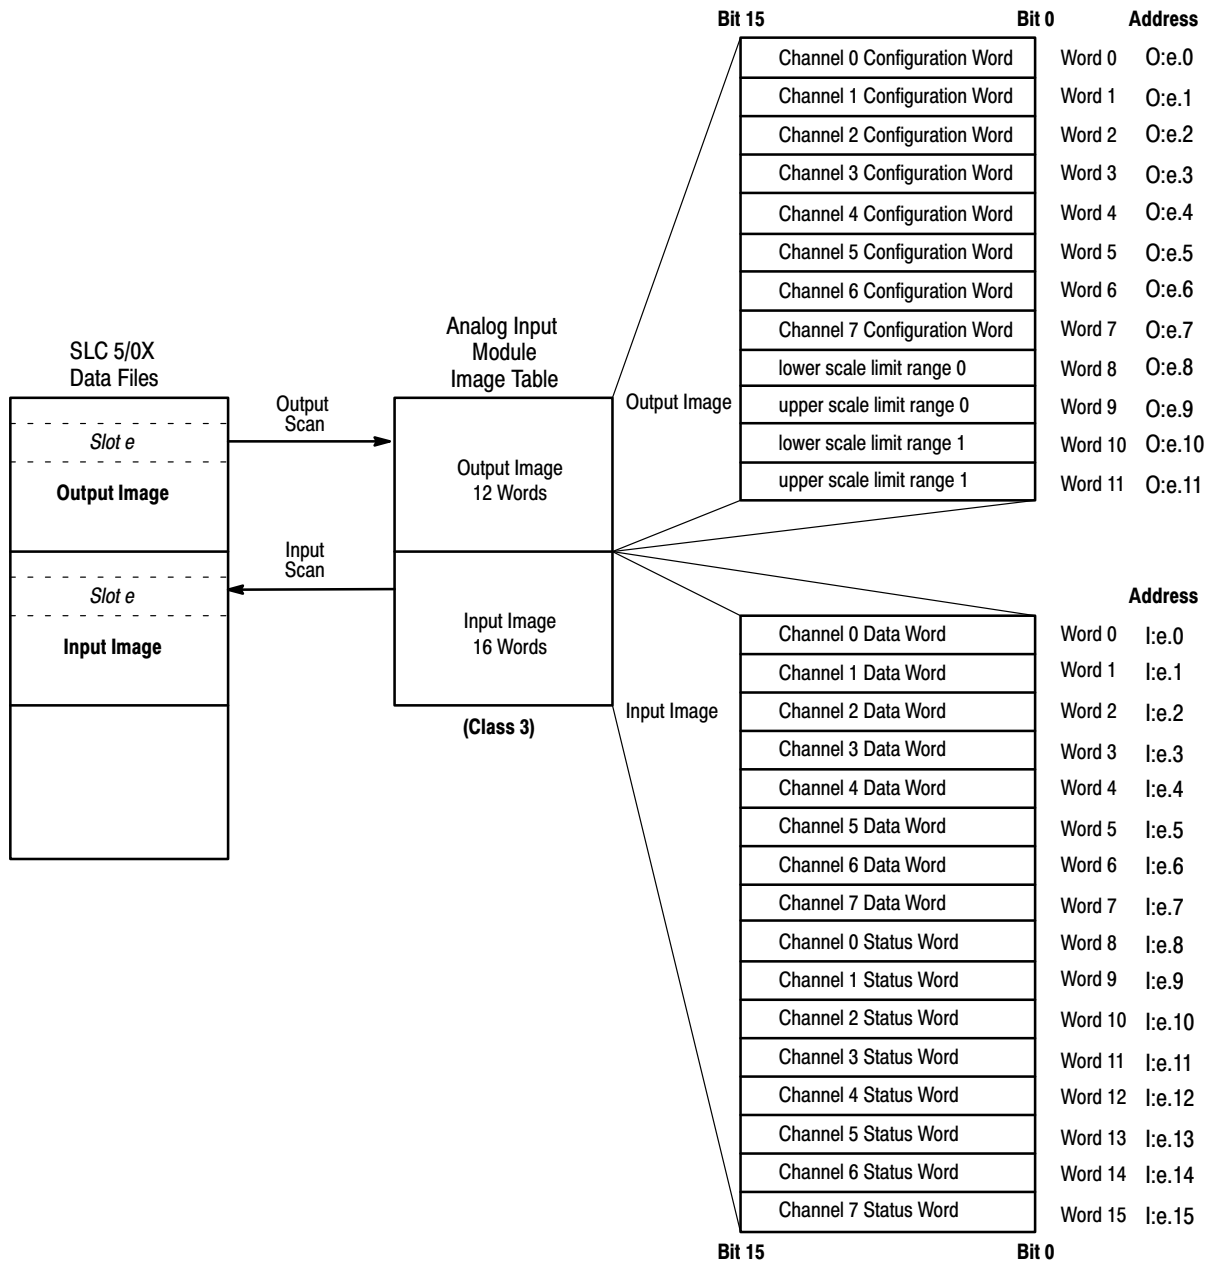 Bit 15 Bit 0 Address
Channel 0 Configuration Word Word 0 O:e.0
Channel 1 Configuration Word Word 1 O:e.1
Channel 2 Configuration Word Word 2 O:e.2
Channel 3 Configuration Word Word 3 O:e.3
Channel 4 Configuration Word Word 4 O:e.4
Channel 5 Configuration Word Word 5 O:e.5
Channel 6 Configuration Word Word 6 O:e.6
Channel 7 Configuration Word Word 7 O:e.7
lower scale limit range 0 Word 8 O:e.8
upper scale limit range 0 Word 9 O:e.9
lower scale limit range 1 Word 10 O:e.10
upper scale limit range 1 Word 11 O:e.11
Output Image
SLC 5/0X
Data Files
Slot e
Output Image
Slot e
Input Image
Output
Scan
Input
Scan
Analog Input
Module
Image Table
Output Image
12 Words
Input Image
16 Words
(Class 3)
Input Image
Address
Channel 0 Data Word Word 0 I:e.0
Channel 1 Data Word Word 1 I:e.1
Channel 2 Data Word Word 2 I:e.2
Channel 3 Data Word Word 3 I:e.3
Channel 4 Data Word Word 4 I:e.4
Channel 5 Data Word Word 5 I:e.5
Channel 6 Data Word Word 6 I:e.6
Channel 7 Data Word Word 7 I:e.7
Channel 0 Status Word Word 8 I:e.8
Channel 1 Status Word Word 9 I:e.9
Channel 2 Status Word Word 10 I:e.10
Channel 3 Status Word Word 11 I:e.11
Channel 4 Status Word Word 12 I:e.12
Channel 5 Status Word Word 13 I:e.13
Channel 6 Status Word Word 14 I:e.14
Channel 7 Status Word Word 15 I:e.15
Bit 15 Bit 0